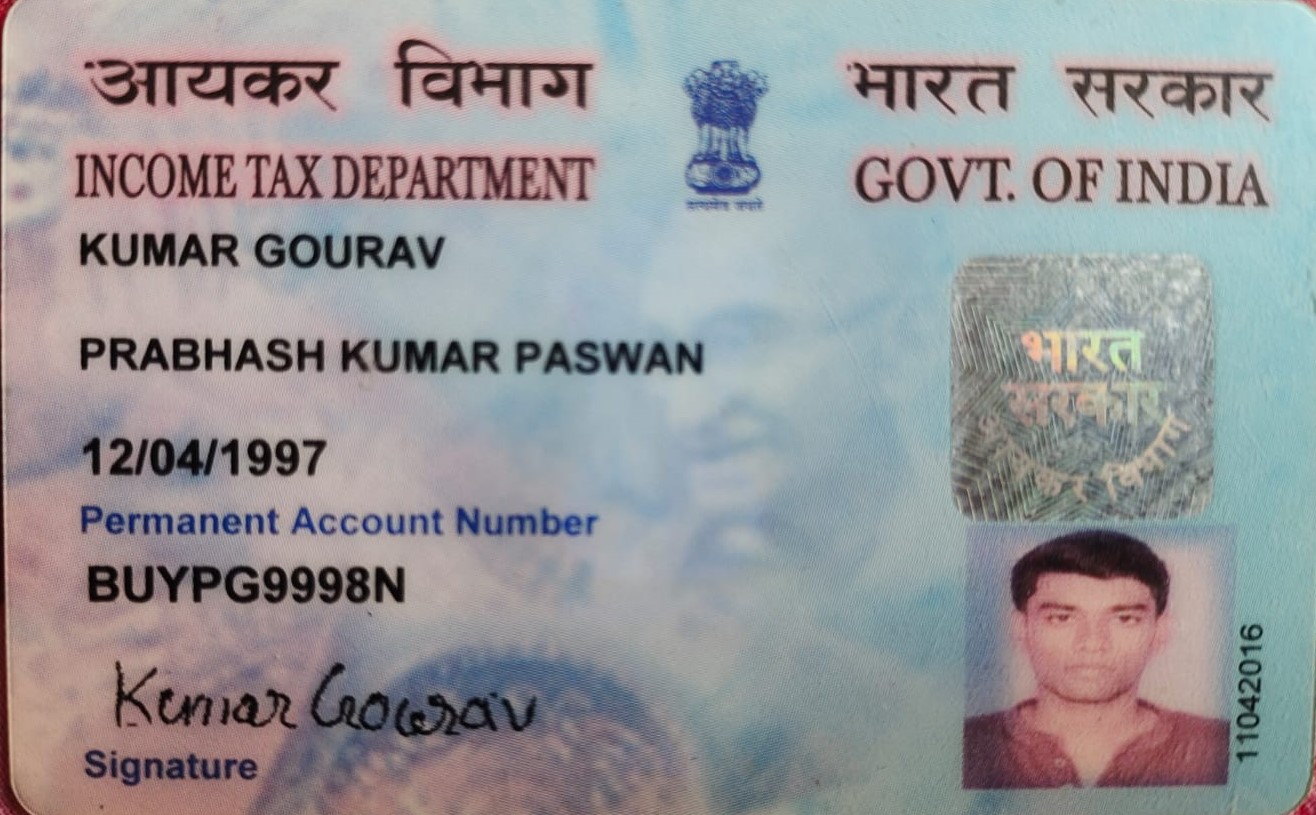 आयकर विभाग
भारत सरकार
INCOME TAX DEPARTMENT
GOVT. OF INDIA
सत्यमेव जयते
KUMAR GOURAV
PRABHASH KUMAR PASWAN
12/04/1997
Permanent Account Number
BUYPG9998N
Kumar Gourav
Signature
भारत
सरकार
आयकर विभाग
11042016